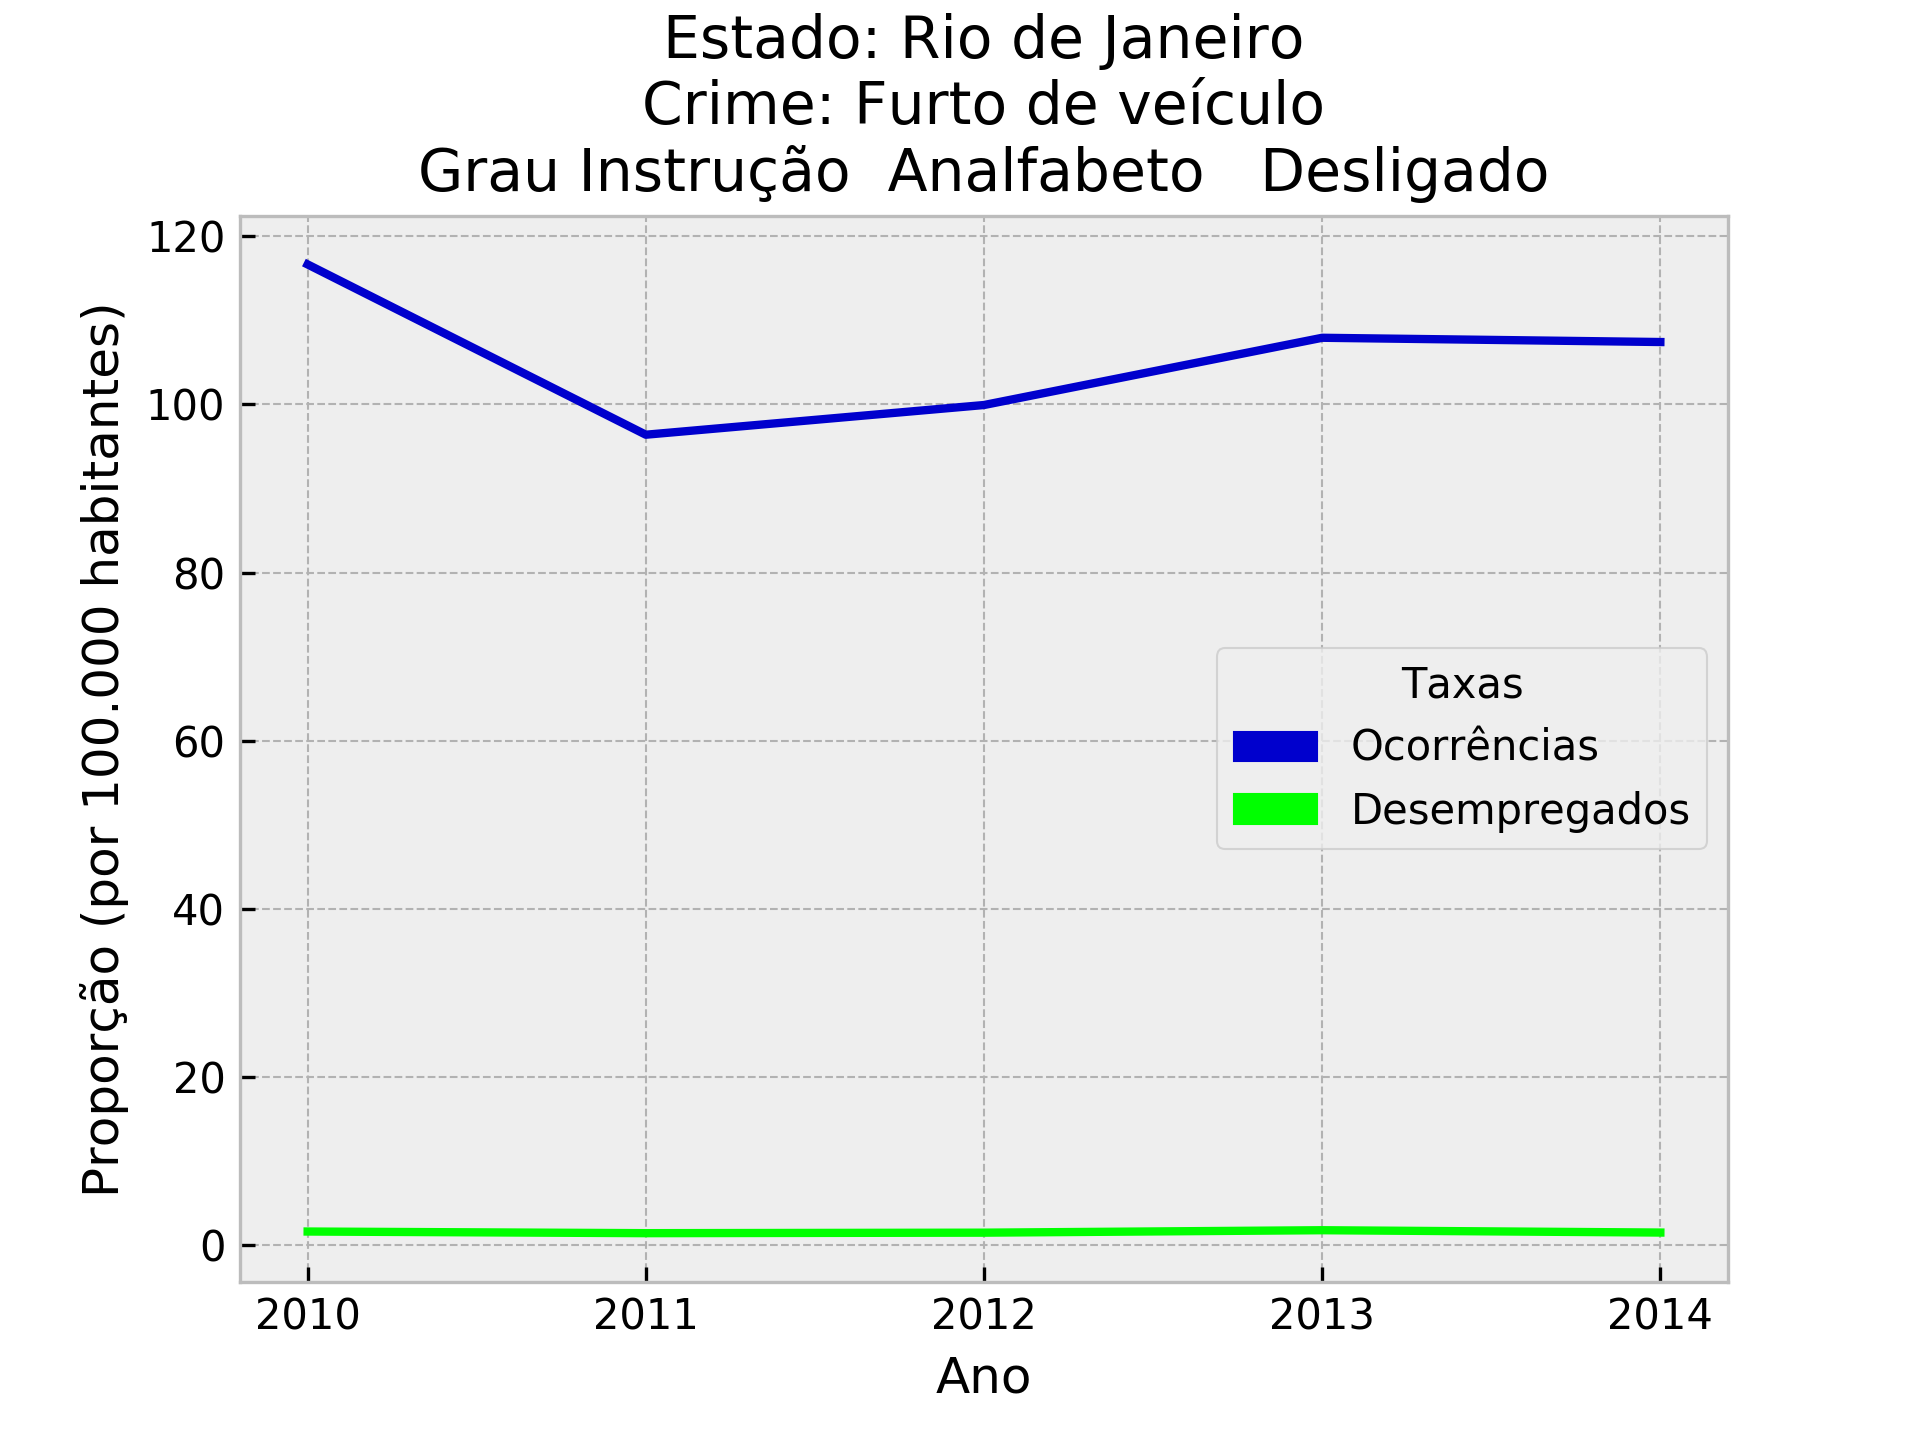 Estado: Rio de Janeiro
Crime: Furto de veículo
Grau Instrução  Analfabeto   Desligado
Proporção (por 100.000 habitantes)
120
100
80
60
40
20
0
Taxas
Ocorrências
Desempregados
2010 2011 2012 2013 2014
Ano